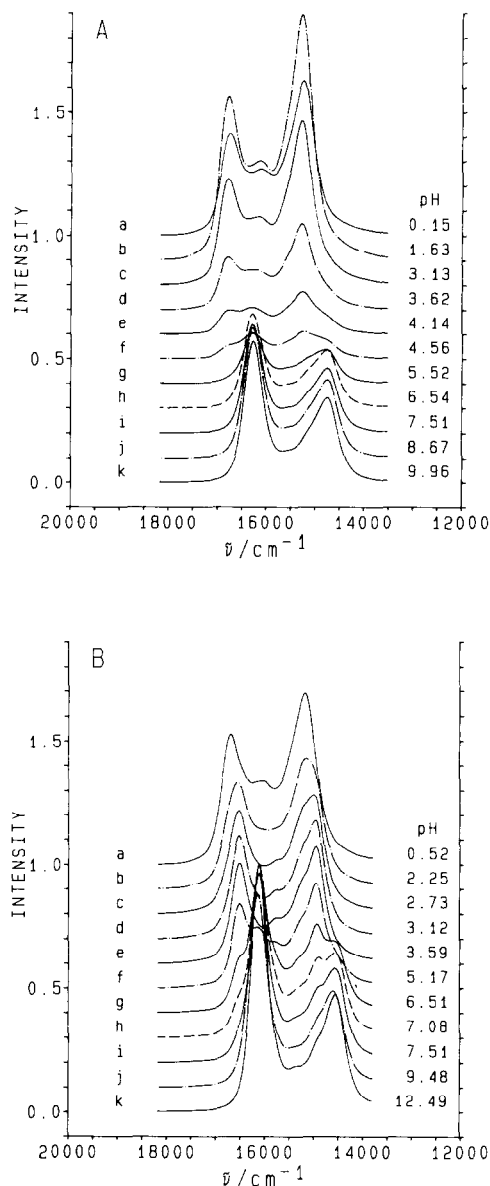 A
1.5
1.0
0.5
0.0
INTENSITY
pH
a 0.15
b 1.63
c 3.13
d 3.62
e 4.14
f 4.56
g 5.52
h 6.54
i 7.51
j 8.67
k 9.96
20000 18000 16000 14000 12000
ν̃/cm⁻¹
B
1.5
1.0
0.5
0.0
INTENSITY
pH
a 0.52
b 2.25
c 2.73
d 3.12
e 3.59
f 5.17
g 6.51
h 7.08
i 7.51
j 9.48
k 12.49
20000 18000 16000 14000 12000
ν̃/cm⁻¹